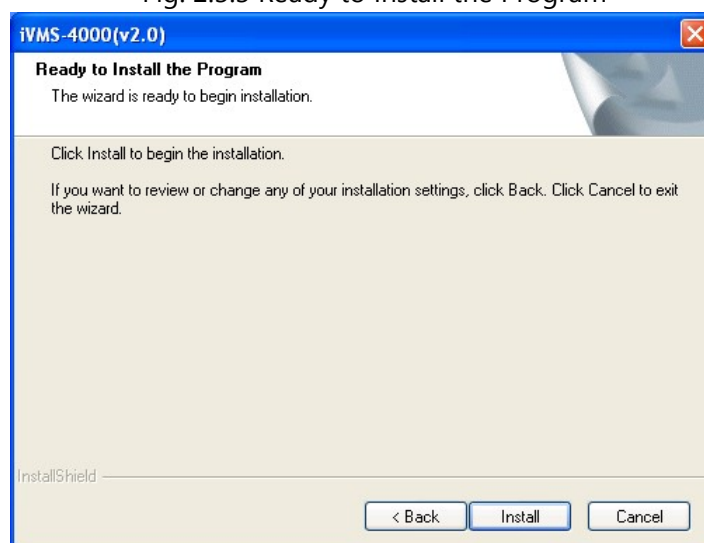 Fig. 2.3.3 Ready to Install the Program
iVMS-4000(v2.0)
Ready to Install the Program
The wizard is ready to begin installation.
Click Install to begin the installation.
If you want to review or change any of your installation settings, click Back. Click Cancel to exit
the wizard.
InstallShield
< Back Install Cancel